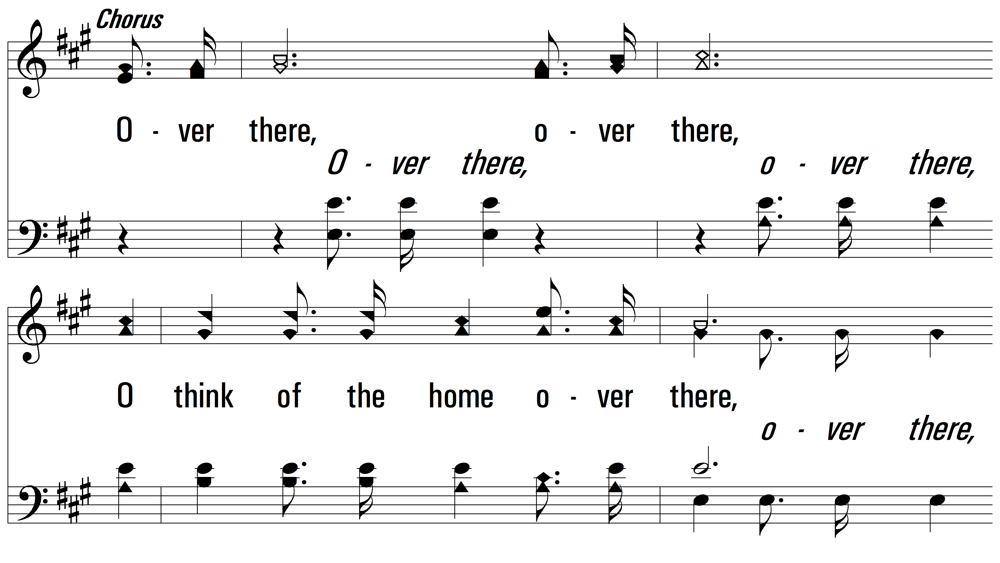 Chorus
O - ver there, o - ver there,
O - ver there, o - ver there,
O think of the home o - ver there,
o - ver there,